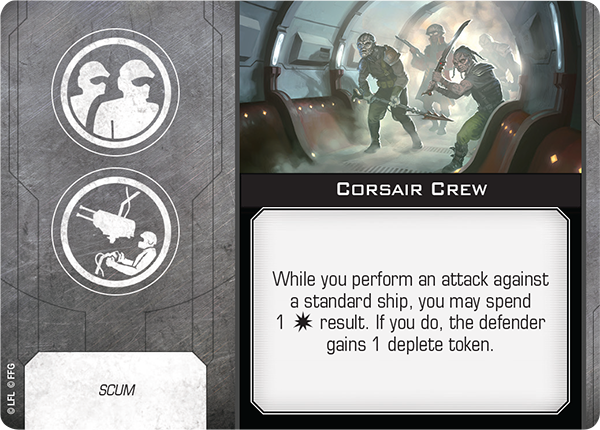 CORSAIR CREW
While you perform an attack against
a standard ship, you may spend
1 result. If you do, the defender
gains 1 deplete token.
SCUM
© LFL © FFG